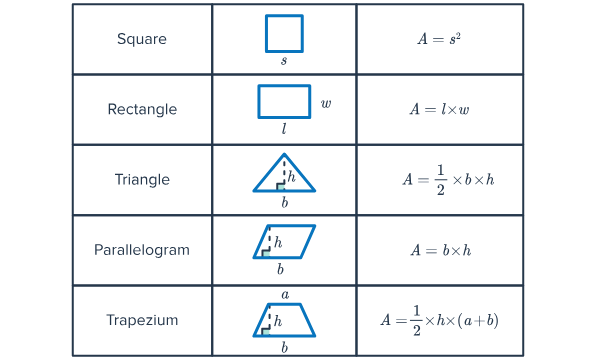 Square
s
A = s²
Rectangle
w
l
A = l×w
Triangle
h
b
A = 1/2 ×b×h
Parallelogram
h
b
A = b×h
Trapezium
a
h
b
A = 1/2 ×h×(a+b)